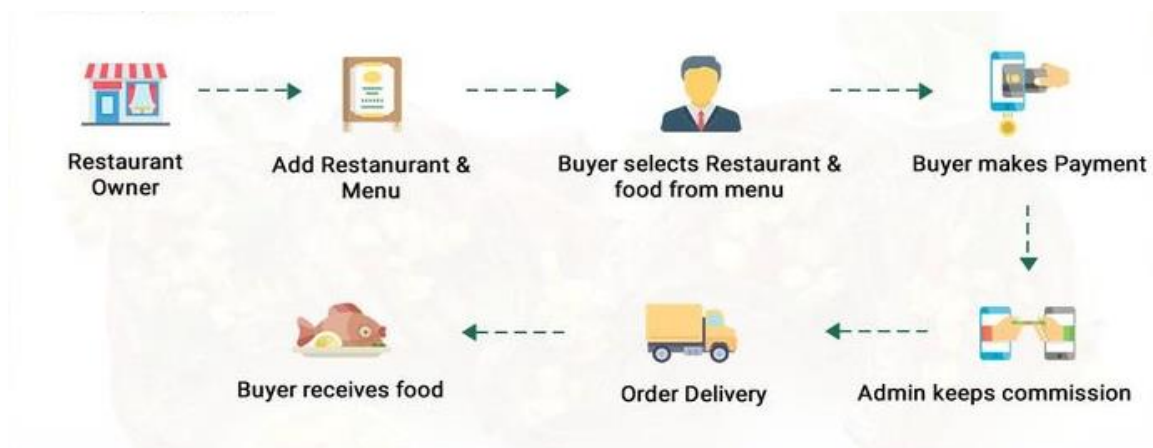 Restaurant
Owner
Add Restanurant &
Menu
Buyer selects Restaurant &
food from menu
Buyer makes Payment
Buyer receives food
Order Delivery
Admin keeps commission